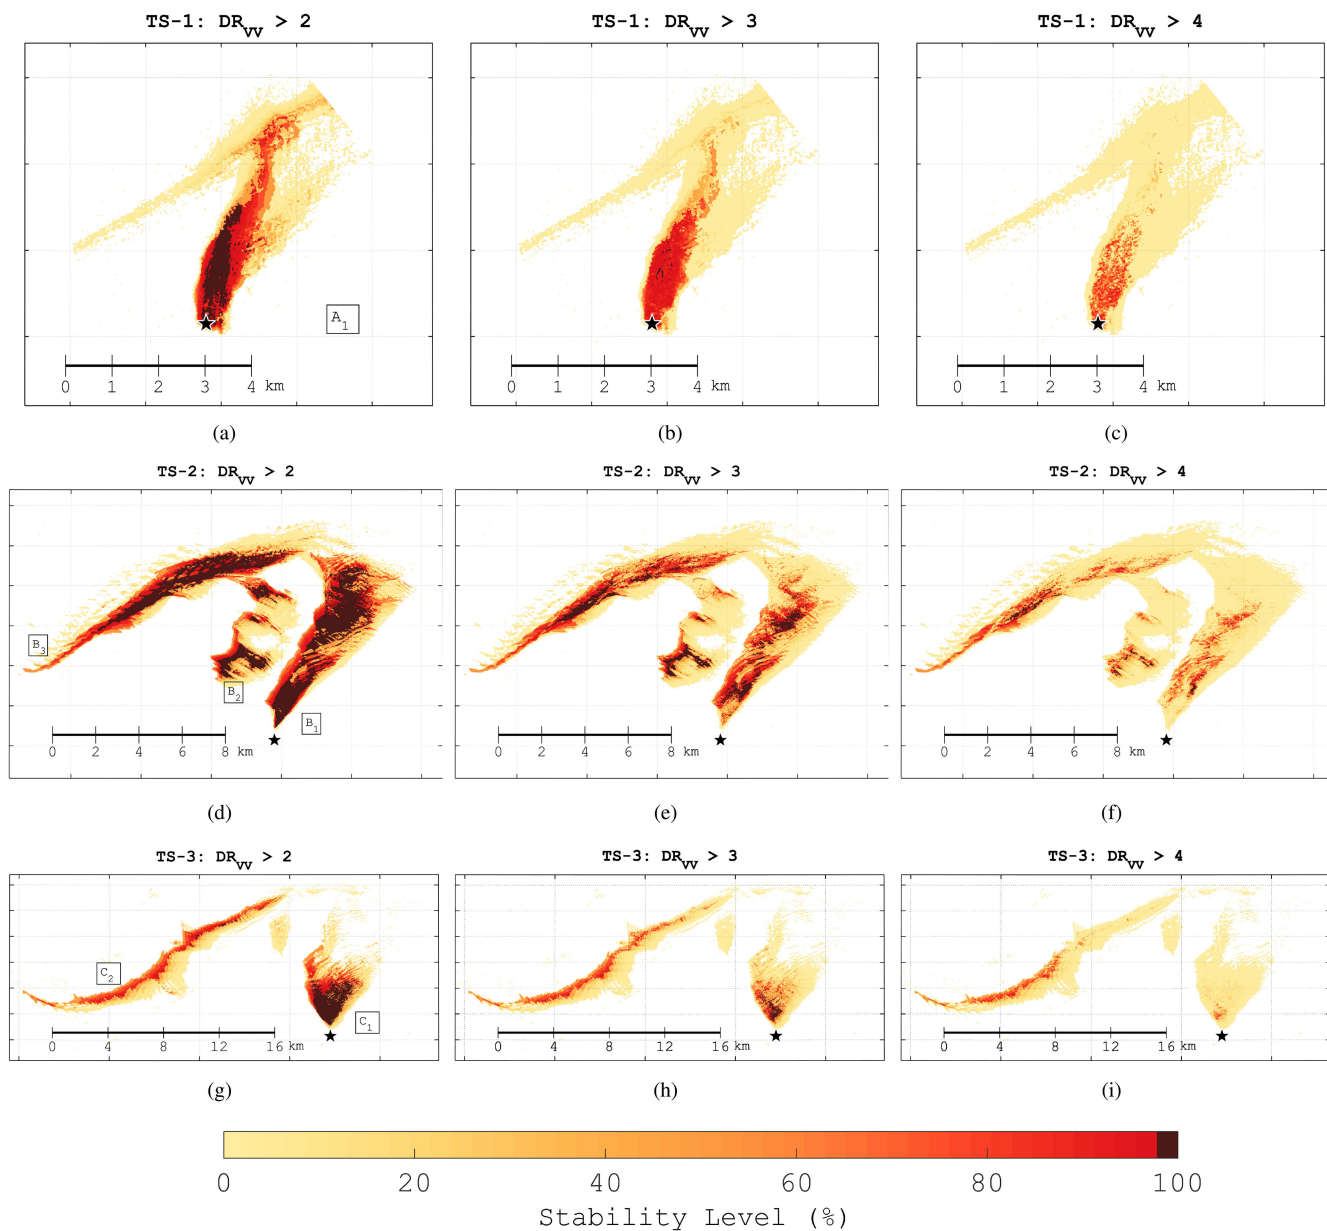 TS-1: DR_VV > 2 TS-1: DR_VV > 3 TS-1: DR_VV > 4
A_1
0 1 2 3 4 km 0 1 2 3 4 km 0 1 2 3 4 km
(a) (b) (c)
TS-2: DR_VV > 2 TS-2: DR_VV > 3 TS-2: DR_VV > 4
B_3
B_2
B_1
0 2 4 6 8 km 0 2 4 6 8 km 0 2 4 6 8 km
(d) (e) (f)
TS-3: DR_VV > 2 TS-3: DR_VV > 3 TS-3: DR_VV > 4
C_2
C_1
0 4 8 12 16 km 0 4 8 12 16 km 0 4 8 12 16 km
(g) (h) (i)
0 20 40 60 80 100
Stability Level (%)